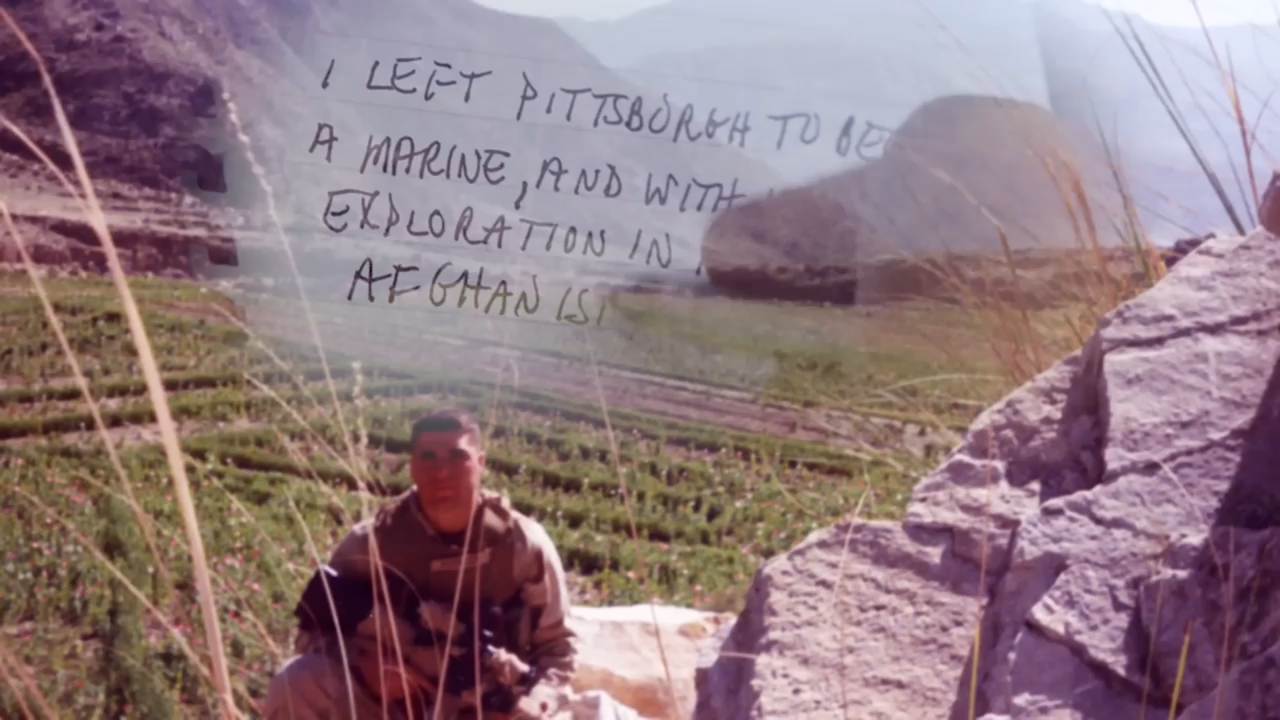 I LEFT PITTSBURGH TO BE
A MARINE, AND WITH
EXPLORATION IN
AFGHANIS